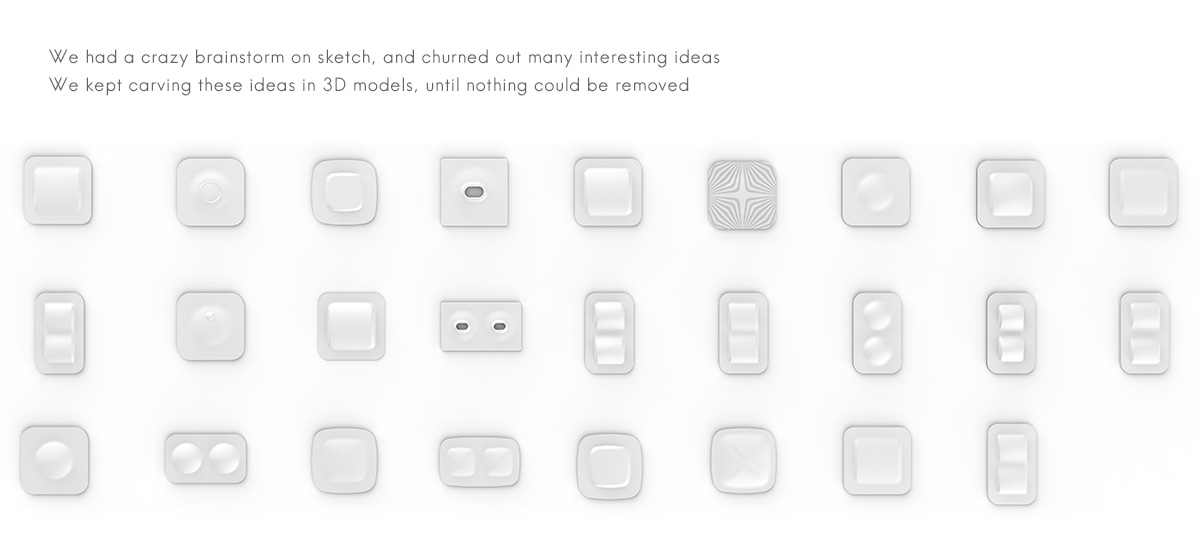 We had a crazy brainstorm on sketch, and churned out many interesting ideas
We kept carving these ideas in 3D models, until nothing could be removed